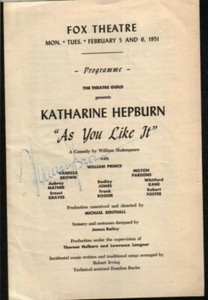 FOX THEATRE
MON. TUES. FEBRUARY 5 AND 6, 1951
- Programme -
THE THEATRE GUILD
presents
KATHARINE HEPBURN
"As You Like It"
A Comedy by William Shakespeare
with
WILLIAM PRINCE
VANESSA BROWN
MILTON PARSONS
Aubrey MATHER
Dudley JONES
Whitford KANE
Ernest GRAVES
Frank ROGIER
Robert FOSTER
Production conceived and directed by
MICHAEL BENTHALL
Scenery and costumes designed by
James Bailey
Production under the supervision of
Theresa Helburn and Lawrence Langner
Incidental music written and traditional songs arranged by
Robert Irving
Technical assistant Emeline Roche